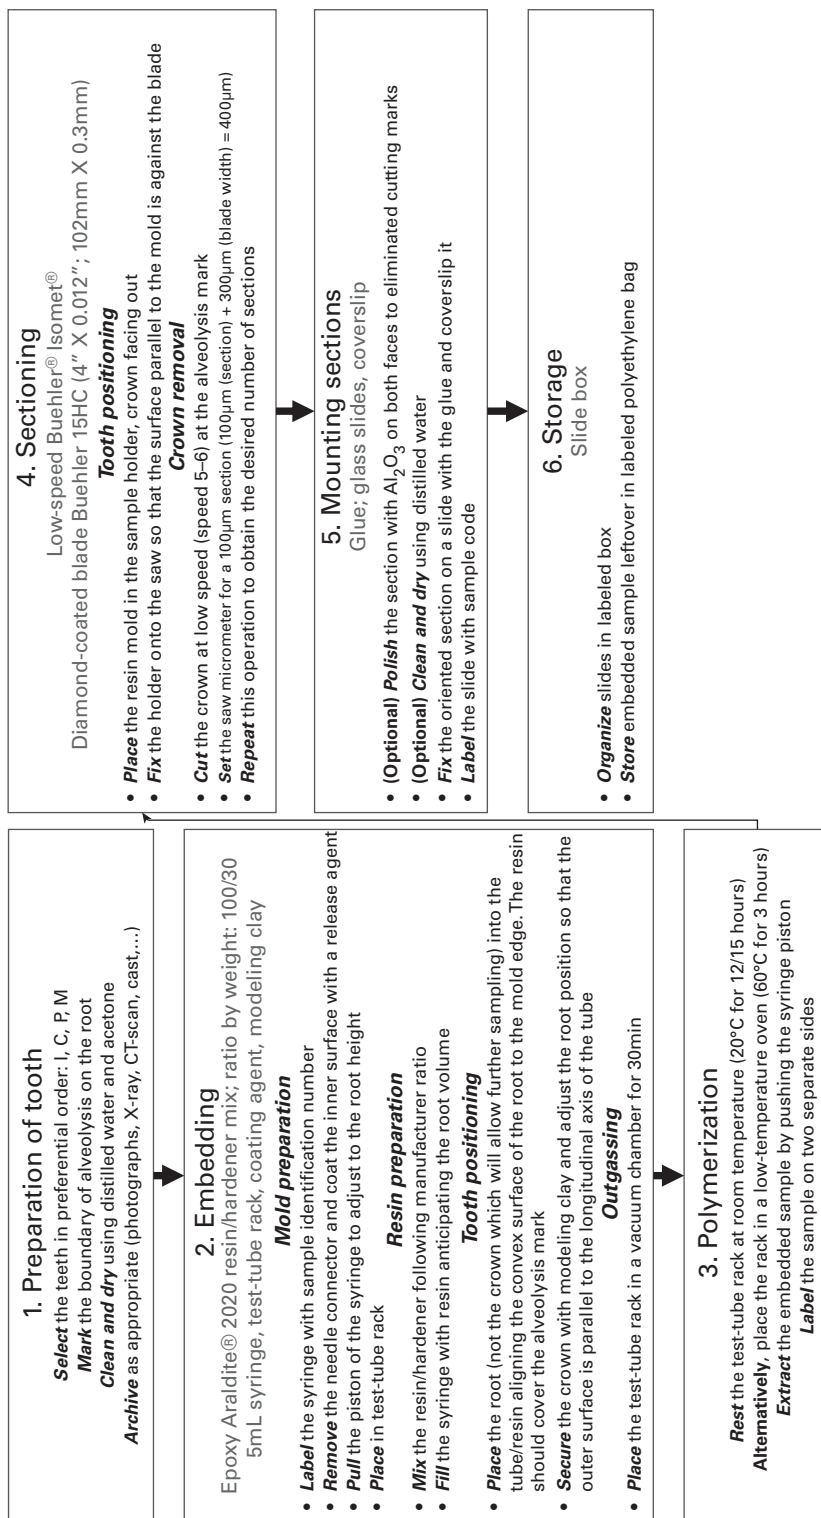 1. Preparation of tooth
Select the teeth in preferential order: I, C, P, M
Mark the boundary of alveolysis on the root
Clean and dry using distilled water and acetone
Archive as appropriate (photographs, X-ray, CT-scan, cast,...)
2. Embedding
Epoxy Araldite® 2020 resin/hardener mix; ratio by weight: 100/30
5mL syringe, test-tube rack, coating agent, modeling clay
Mold preparation
• Label the syringe with sample identification number
• Remove the needle connector and coat the inner surface with a release agent
• Pull the piston of the syringe to adjust to the root height
• Place in test-tube rack
Resin preparation
• Mix the resin/hardener following manufacturer ratio
• Fill the syringe with resin anticipating the root volume
Tooth positioning
• Place the root (not the crown which will allow further sampling) into the
tube/resin aligning the convex surface of the root to the mold edge. The resin
should cover the alveolysis mark
• Secure the crown with modeling clay and adjust the root position so that the
outer surface is parallel to the longitudinal axis of the tube
Outgassing
• Place the test-tube rack in a vacuum chamber for 30min
3. Polymerization
Rest the test-tube rack at room temperature (20°C for 12/15 hours)
Alternatively, place the rack in a low-temperature oven (60°C for 3 hours)
Extract the embedded sample by pushing the syringe piston
Label the sample on two separate sides
4. Sectioning
Low-speed Buehler® Isomet®
Diamond-coated blade Buehler 15HC (4″ X 0.012″; 102mm X 0.3mm)
Tooth positioning
• Place the resin mold in the sample holder, crown facing out
• Fix the holder onto the saw so that the surface parallel to the mold is against the blade
Crown removal
• Cut the crown at low speed (speed 5–6) at the alveolysis mark
• Set the saw micrometer for a 100µm section (100µm (section) + 300µm (blade width) = 400µm)
• Repeat this operation to obtain the desired number of sections
5. Mounting sections
Glue; glass slides, coverslip
• (Optional) Polish the section with Al2O3 on both faces to eliminated cutting marks
• (Optional) Clean and dry using distilled water
• Fix the oriented section on a slide with the glue and coverslip it
• Label the slide with sample code
6. Storage
Slide box
• Organize slides in labeled box
• Store embedded sample leftover in labeled polyethylene bag